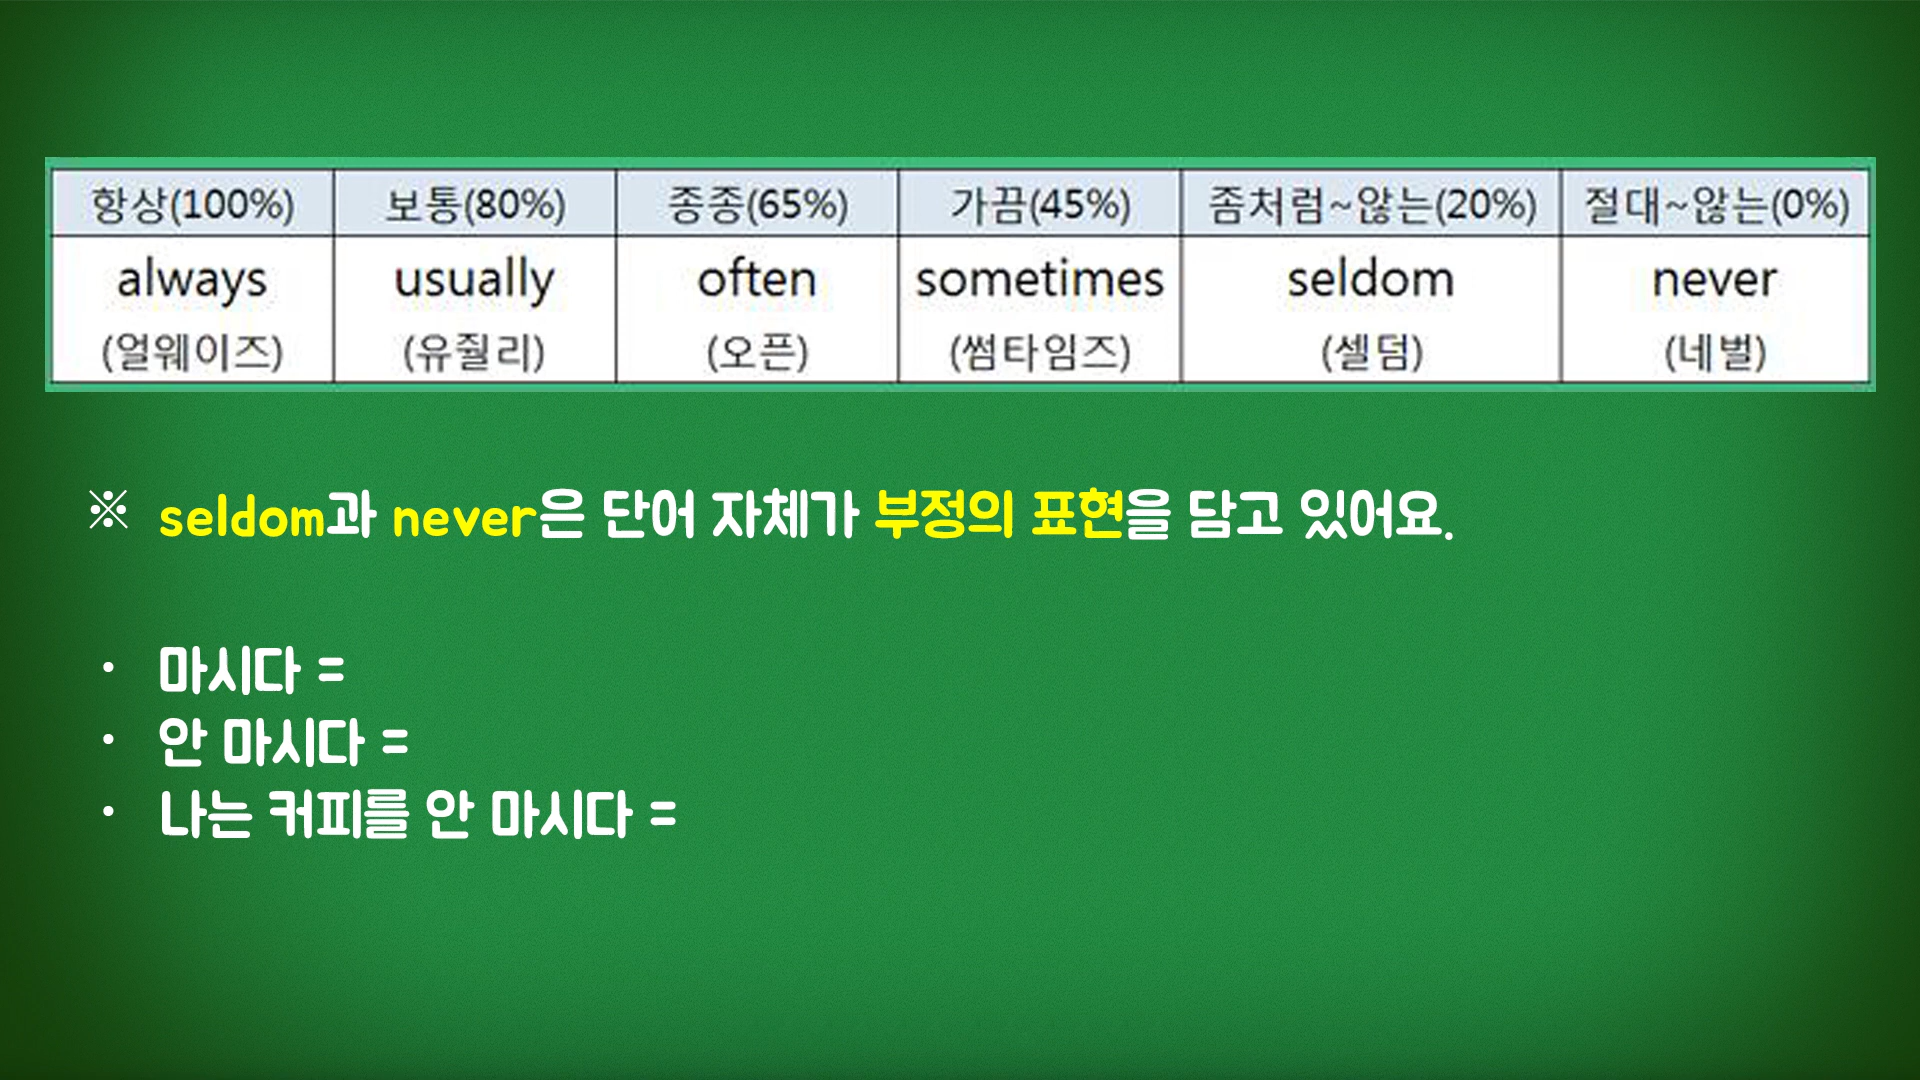 항상(100%) 보통(80%) 종종(65%) 가끔(45%) 좀처럼~않는(20%) 절대~않는(0%)
always usually often sometimes seldom never
(얼웨이즈) (유쥘리) (오픈) (썸타임즈) (셀덤) (네벌)
※ seldom과 never은 단어 자체가 부정의 표현을 담고 있어요.
· 마시다 =
· 안 마시다 =
· 나는 커피를 안 마시다 =